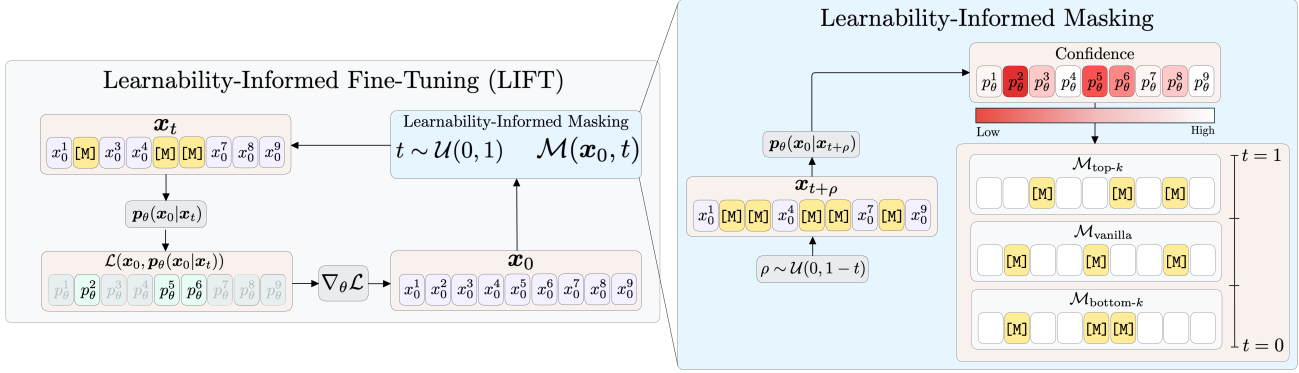 Learnability-Informed Fine-Tuning (LIFT)
x_t
x_0^1 [M] x_0^3 x_0^4 [M] [M] x_0^7 x_0^8 x_0^9
p_θ(x_0|x_t)
L(x_0, p_θ(x_0|x_t))
p_θ^1 p_θ^2 p_θ^3 p_θ^4 p_θ^5 p_θ^6 p_θ^7 p_θ^8 p_θ^9
∇_θ L
Learnability-Informed Masking
t ∼ U(0, 1) M(x_0, t)
x_0
x_0^1 x_0^2 x_0^3 x_0^4 x_0^5 x_0^6 x_0^7 x_0^8 x_0^9
Learnability-Informed Masking
p_θ(x_0|x_{t+ρ})
x_{t+ρ}
x_0^1 [M] [M] x_0^4 [M] [M] x_0^7 [M] x_0^9
ρ ∼ U(0, 1 − t)
Confidence
p_θ^1 p_θ^2 p_θ^3 p_θ^4 p_θ^5 p_θ^6 p_θ^7 p_θ^8 p_θ^9
Low High
M_top-k
[M] [M] [M]
M_vanilla
[M] [M] [M]
M_bottom-k
[M] [M] [M]
t = 1
t = 0